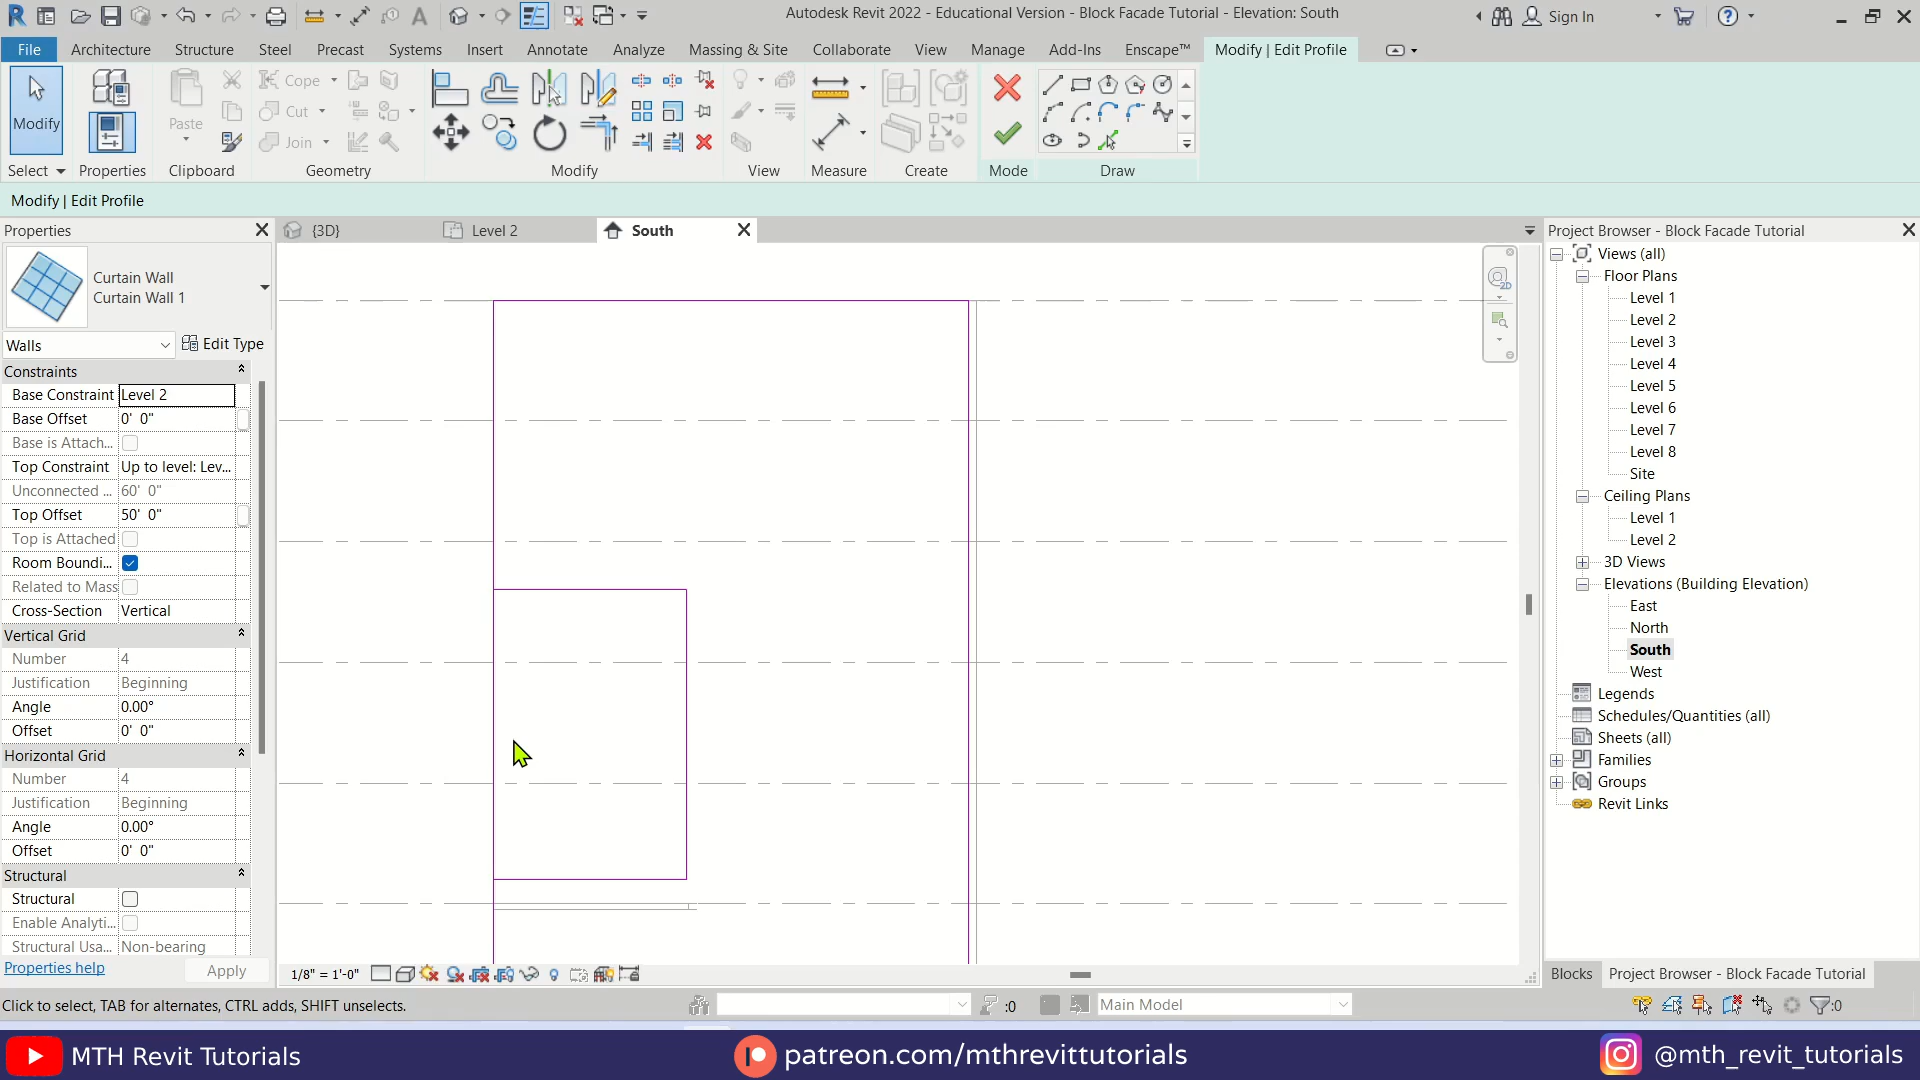 Autodesk Revit 2022 - Educational Version - Block Facade Tutorial - Elevation: South
Sign In
File Architecture Structure Steel Precast Systems Insert Annotate Analyze Massing & Site Collaborate View Manage Add-Ins Enscape™ Modify | Edit Profile
Modify
Paste
Cope
Cut
Join
Select Properties Clipboard Geometry Modify View Measure Create Mode Draw
Modify | Edit Profile
Properties
{3D}
Level 2
South
Project Browser - Block Facade Tutorial
Curtain Wall
Curtain Wall 1
Walls
Edit Type
Constraints
Base Constraint Level 2
Base Offset 0' 0"
Base is Attach...
Top Constraint Up to level: Lev...
Unconnected ... 60' 0"
Top Offset 50' 0"
Top is Attached
Room Boundi...
Related to Mass
Cross-Section Vertical
Vertical Grid
Number 4
Justification Beginning
Angle 0.00°
Offset 0' 0"
Horizontal Grid
Number 4
Justification Beginning
Angle 0.00°
Offset 0' 0"
Structural
Structural
Enable Analyti...
Structural Usa... Non-bearing
Properties help
Apply
2D
Views (all)
Floor Plans
Level 1
Level 2
Level 3
Level 4
Level 5
Level 6
Level 7
Level 8
Site
Ceiling Plans
Level 1
Level 2
3D Views
Elevations (Building Elevation)
East
North
South
West
Legends
Schedules/Quantities (all)
Sheets (all)
Families
Groups
Revit Links
1/8" = 1'-0"
Blocks
Project Browser - Block Facade Tutorial
Click to select, TAB for alternates, CTRL adds, SHIFT unselects.
:0
Main Model
:0
MTH Revit Tutorials
patreon.com/mthrevittutorials
@mth_revit_tutorials